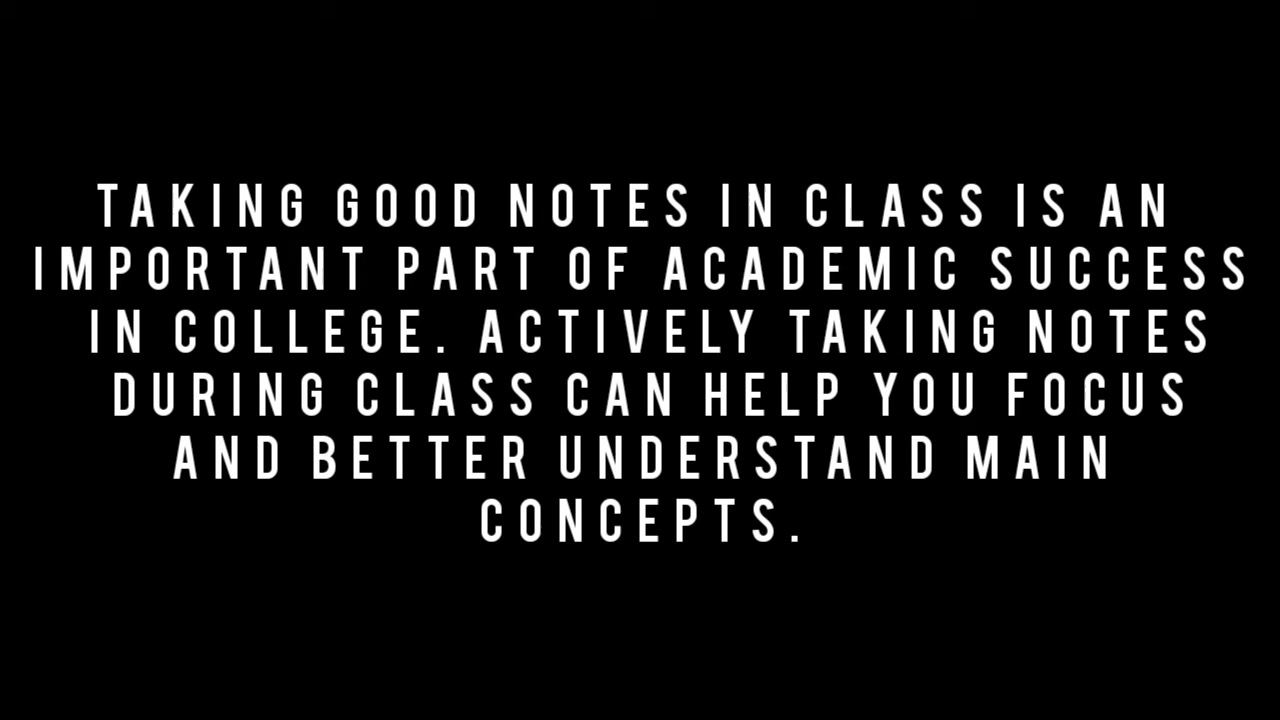 TAKING GOOD NOTES IN CLASS IS AN
IMPORTANT PART OF ACADEMIC SUCCESS
IN COLLEGE. ACTIVELY TAKING NOTES
DURING CLASS CAN HELP YOU FOCUS
AND BETTER UNDERSTAND MAIN
CONCEPTS.